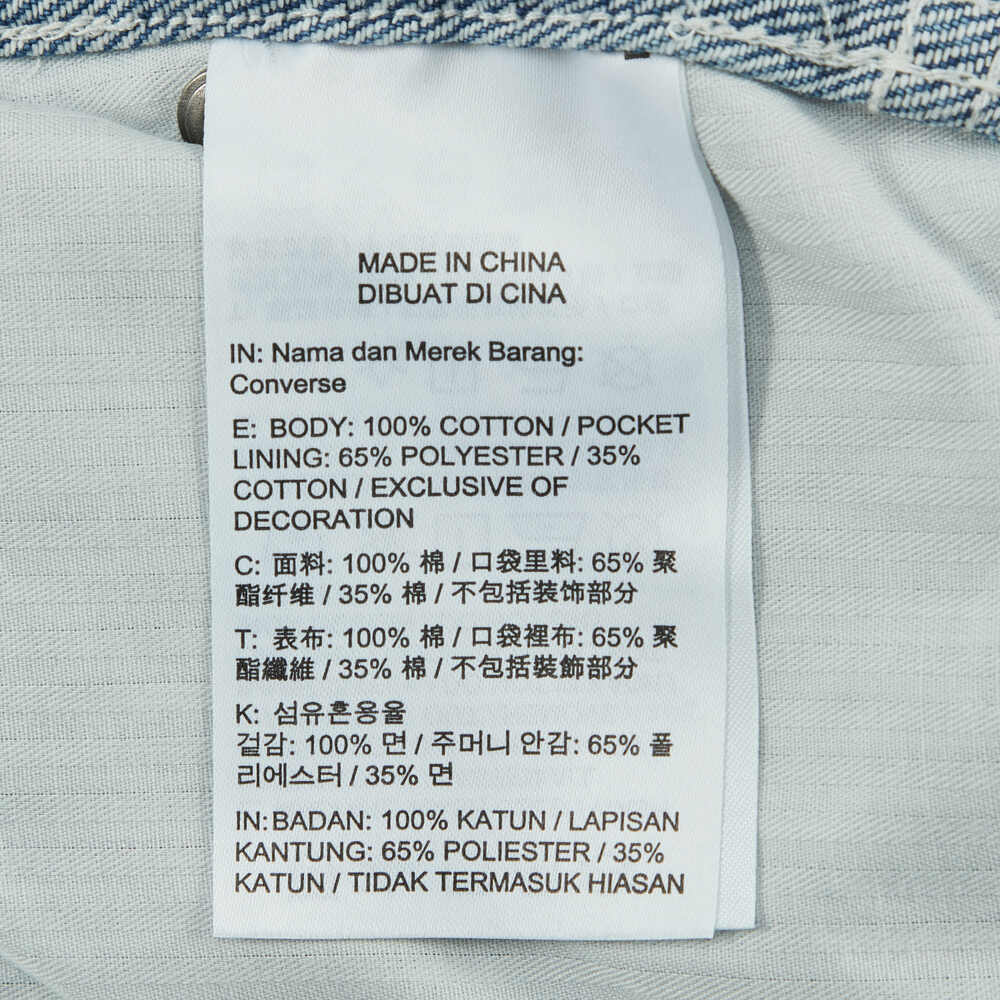 MADE IN CHINA
DIBUAT DI CINA
IN: Nama dan Merek Barang:
Converse
E: BODY: 100% COTTON / POCKET
LINING: 65% POLYESTER / 35%
COTTON / EXCLUSIVE OF
DECORATION
C: 面料: 100% 棉 / 口袋里料: 65% 聚
酯纤维 / 35% 棉 / 不包括装饰部分
T: 表布: 100% 棉 / 口袋裡布: 65% 聚
酯纖維 / 35% 棉 / 不包括裝飾部分
K: 섬유혼용율
겉감: 100% 면 / 주머니 안감: 65% 폴
리에스터 / 35% 면
IN: BADAN: 100% KATUN / LAPISAN
KANTUNG: 65% POLIESTER / 35%
KATUN / TIDAK TERMASUK HIASAN